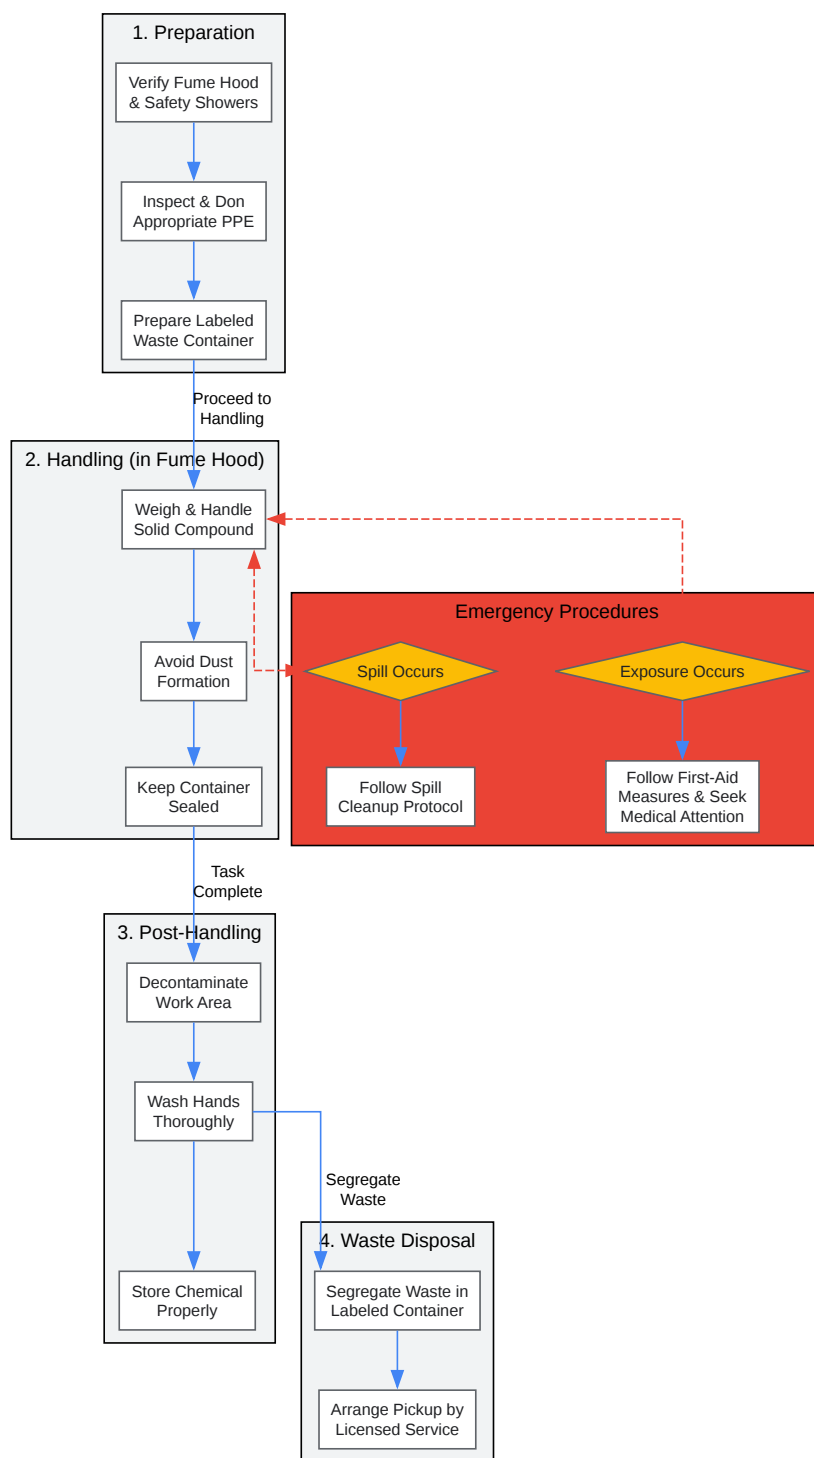 1. Preparation
Verify Fume Hood
& Safety Showers
Inspect & Don
Appropriate PPE
Prepare Labeled
Waste Container
Proceed to
Handling
2. Handling (in Fume Hood)
Weigh & Handle
Solid Compound
Avoid Dust
Formation
Keep Container
Sealed
Emergency Procedures
Spill Occurs
Exposure Occurs
Follow Spill
Cleanup Protocol
Follow First-Aid
Measures & Seek
Medical Attention
Task
Complete
3. Post-Handling
Decontaminate
Work Area
Wash Hands
Thoroughly
Store Chemical
Properly
Segregate
Waste
4. Waste Disposal
Segregate Waste in
Labeled Container
Arrange Pickup by
Licensed Service